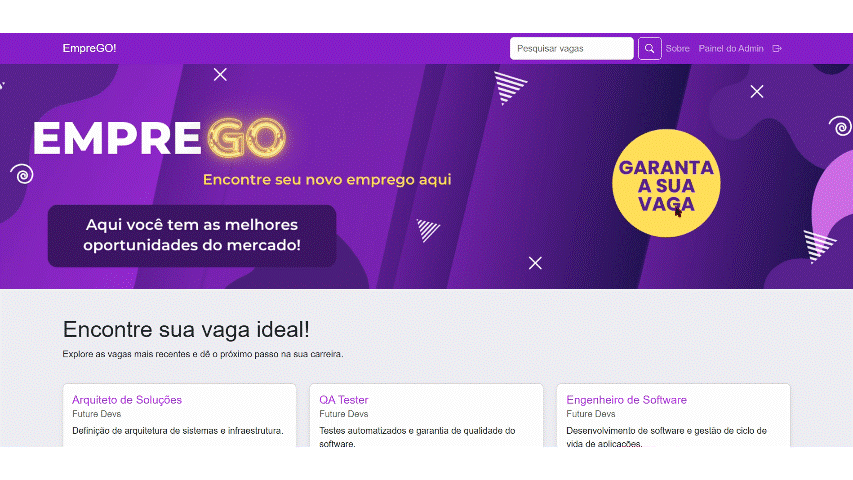 EmpreGO!
Pesquisar vagas
Sobre
Painel do Admin
EMPREGO
Encontre seu novo emprego aqui
Aqui você tem as melhores
oportunidades do mercado!
GARANTA
A SUA
VAGA
Encontre sua vaga ideal!
Explore as vagas mais recentes e dê o próximo passo na sua carreira.
Arquiteto de Soluções
Future Devs
Definição de arquitetura de sistemas e infraestrutura.
QA Tester
Future Devs
Testes automatizados e garantia de qualidade do
software.
Engenheiro de Software
Future Devs
Desenvolvimento de software e gestão de ciclo de
vida de aplicações.